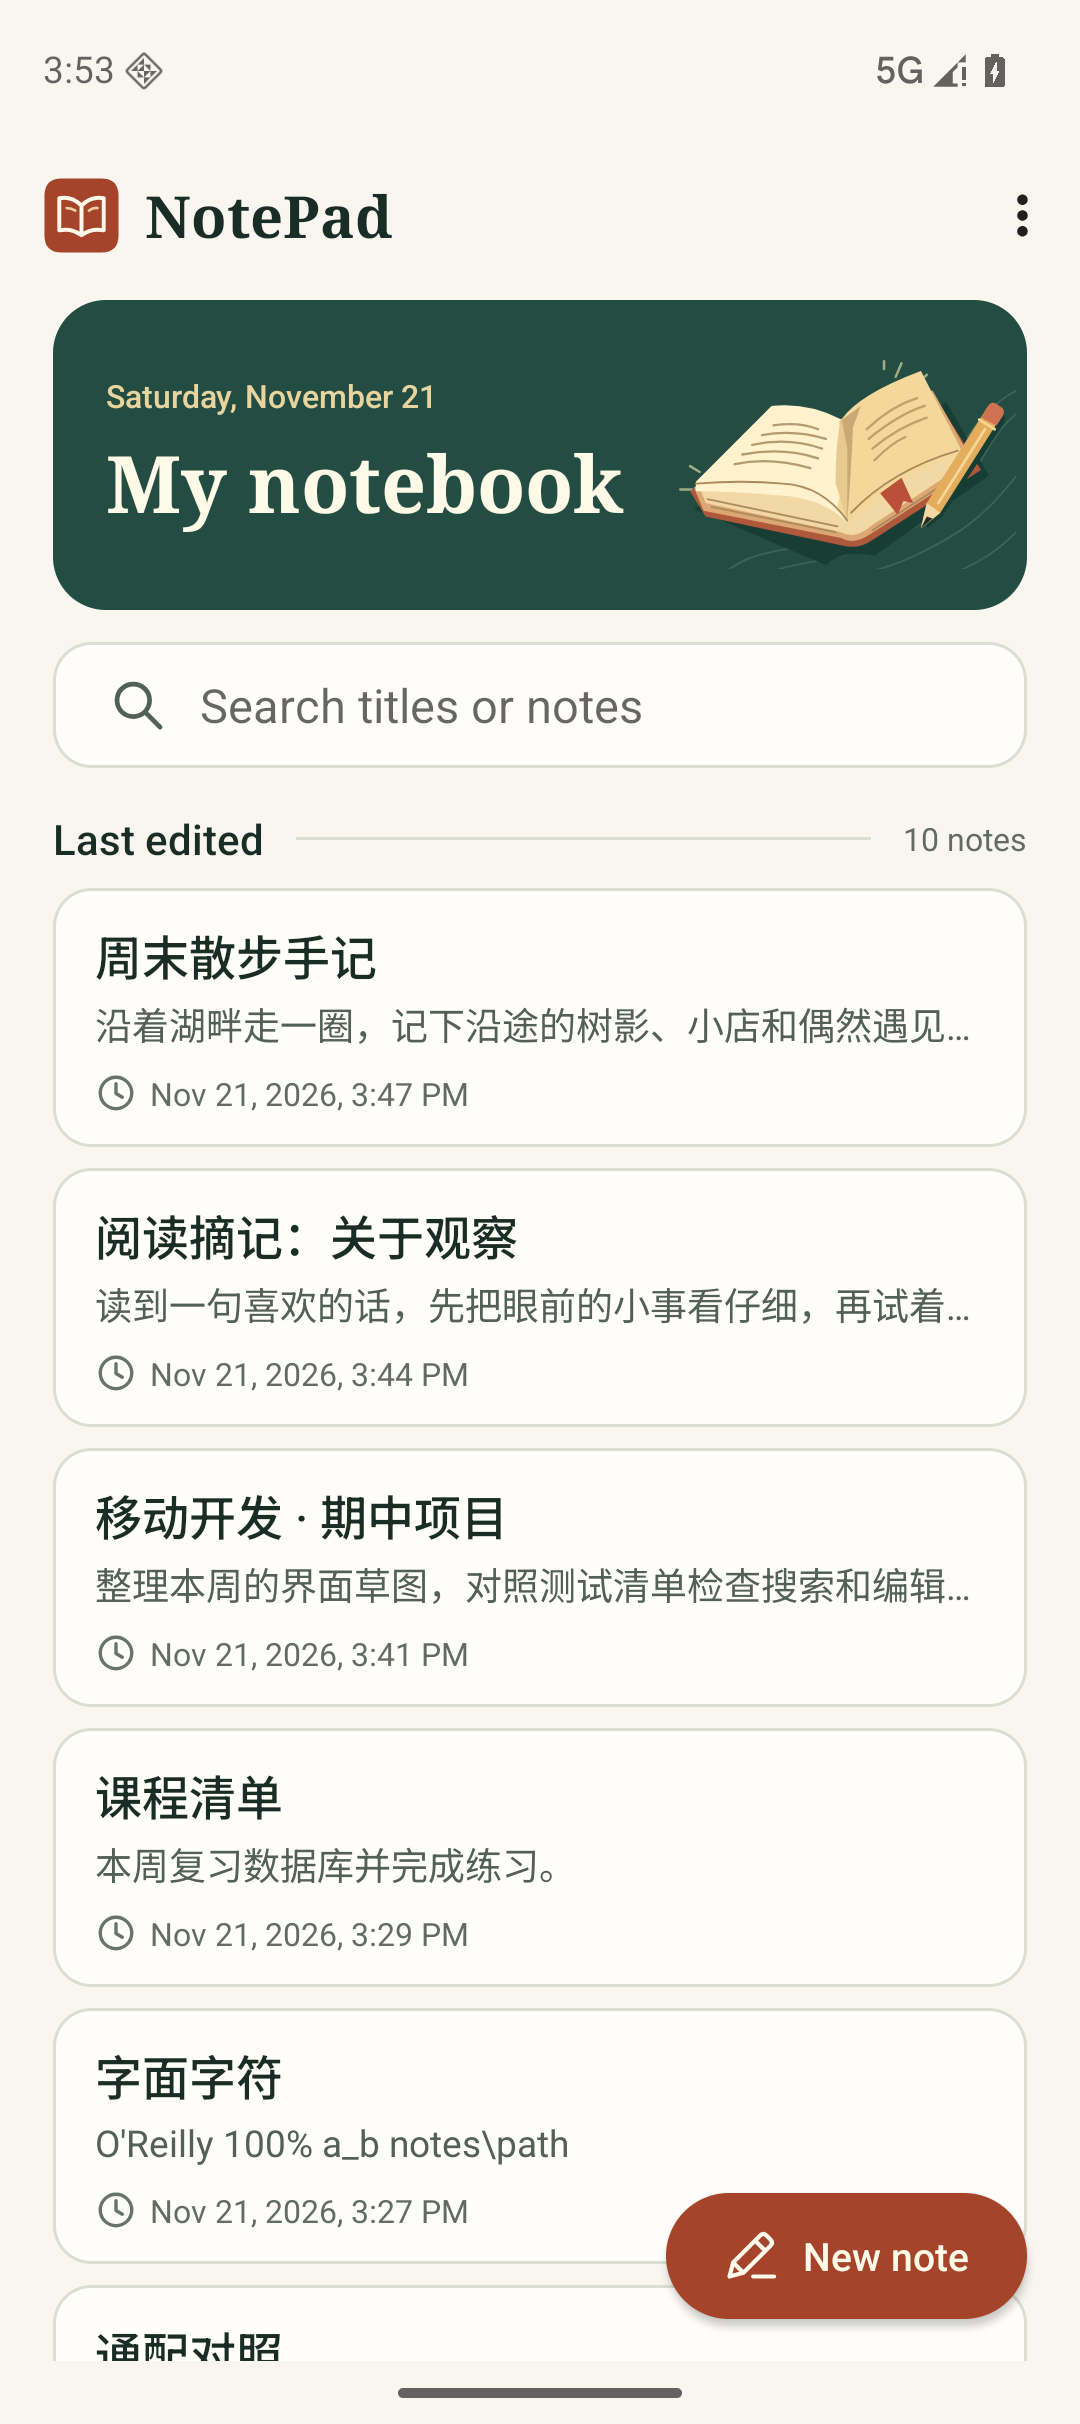 3:53
5G
NotePad
Saturday, November 21
My notebook
Search titles or notes
Last edited
10 notes
周末散步手记
沿着湖畔走一圈，记下沿途的树影、小店和偶然遇见...
Nov 21, 2026, 3:47 PM
阅读摘记：关于观察
读到一句喜欢的话，先把眼前的小事看仔细，再试着...
Nov 21, 2026, 3:44 PM
移动开发 · 期中项目
整理本周的界面草图，对照测试清单检查搜索和编辑...
Nov 21, 2026, 3:41 PM
课程清单
本周复习数据库并完成练习。
Nov 21, 2026, 3:29 PM
字面字符
O'Reilly 100% a_b notes\path
Nov 21, 2026, 3:27 PM
New note
通配对照